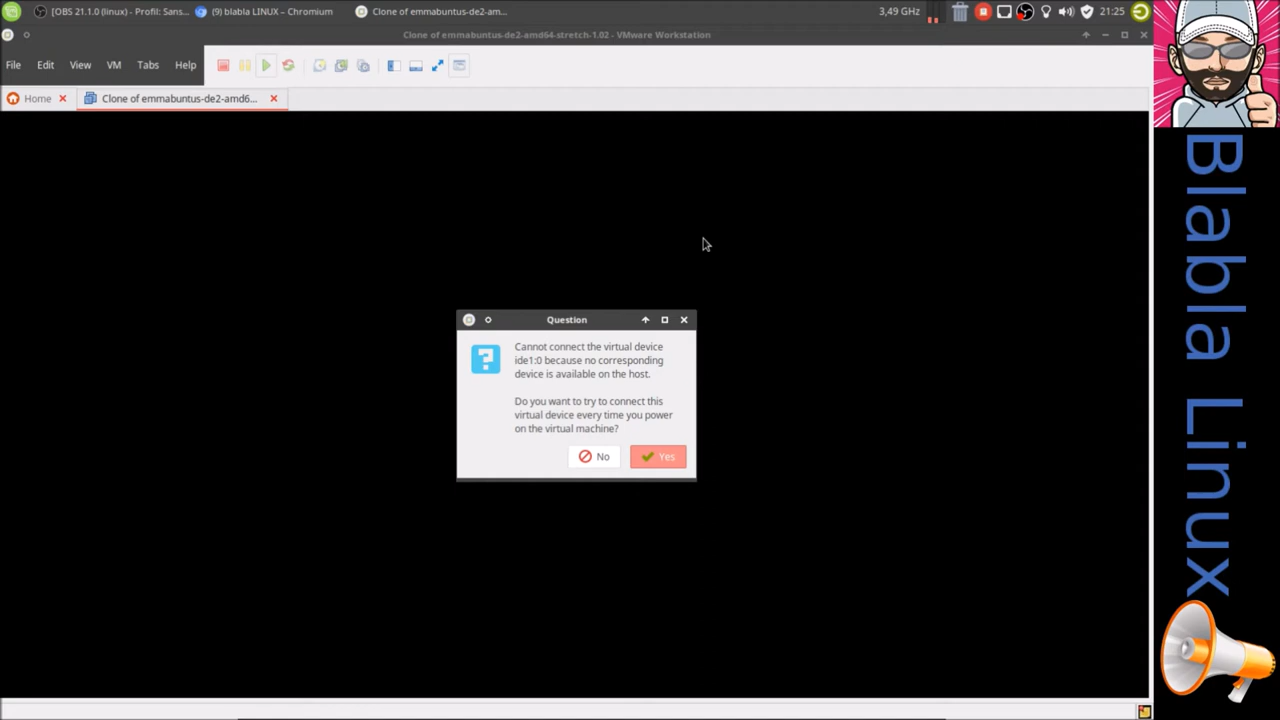 [OBS 21.1.0 (linux) - Profil: Sans...
(9) blabla LINUX – Chromium
Clone of emmabuntus-de2-am...
3,49 GHz
21:25
Clone of emmabuntus-de2-amd64-stretch-1.02 - VMware Workstation
File Edit View VM Tabs Help
Home
Clone of emmabuntus-de2-amd6...
Question
Cannot connect the virtual device
ide1:0 because no corresponding
device is available on the host.
Do you want to try to connect this
virtual device every time you power
on the virtual machine?
No
Yes
Blabla Linux